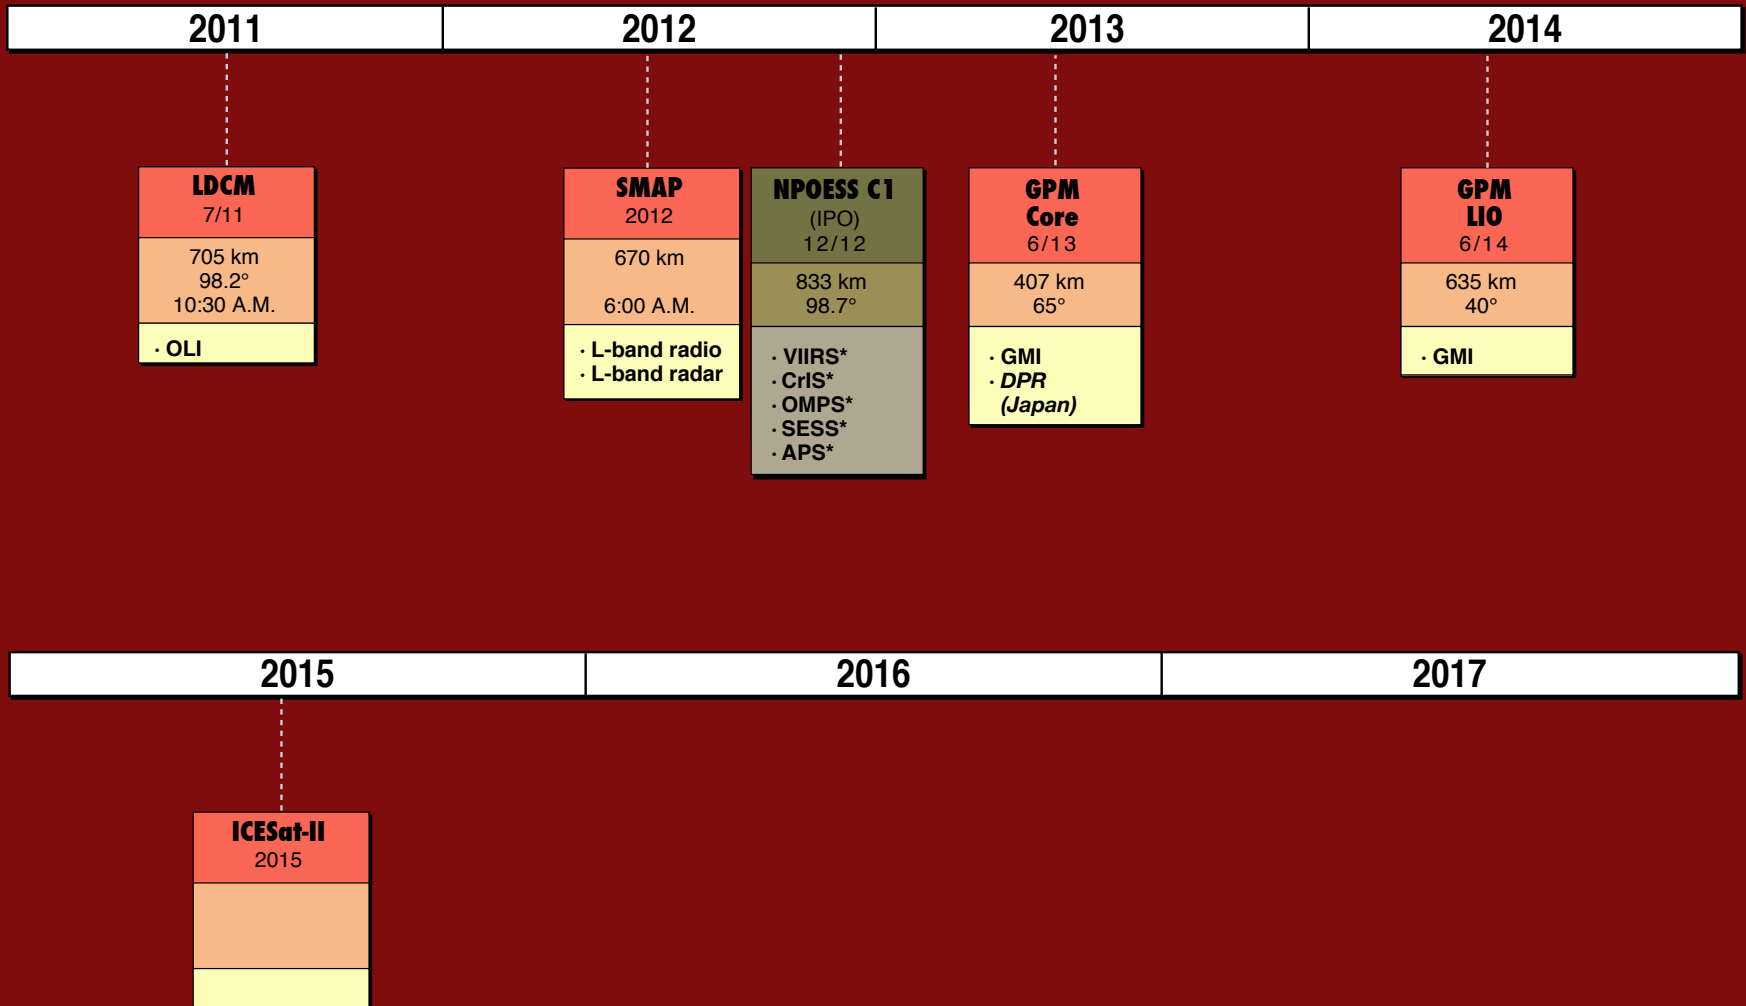 2011 2012 2013 2014
LDCM
7/11
705 km
98.2°
10:30 A.M.
· OLI
SMAP
2012
670 km
6:00 A.M.
· L-band radio
· L-band radar
NPOESS C1
(IPO)
12/12
833 km
98.7°
· VIIRS*
· CrIS*
· OMPS*
· SESS*
· APS*
GPM
Core
6/13
407 km
65°
· GMI
· DPR
(Japan)
GPM
LIO
6/14
635 km
40°
· GMI
2015 2016 2017
ICESat-II
2015